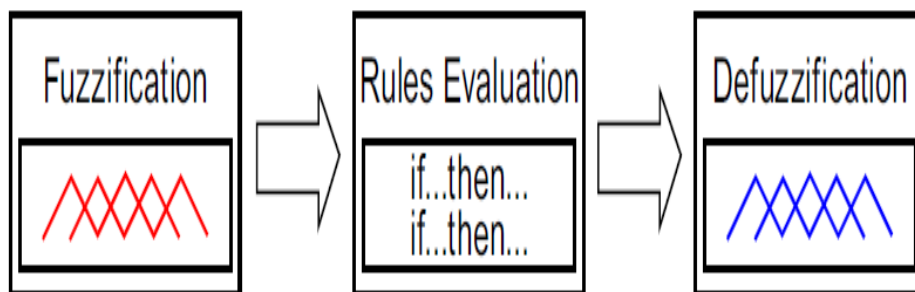 Fuzzification
Rules Evaluation
if...then...
if...then...
Defuzzification